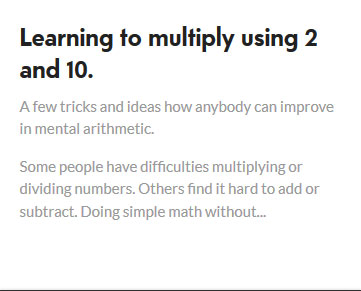 Learning to multiply using 2
and 10.
A few tricks and ideas how anybody can improve
in mental arithmetic.
Some people have difficulties multiplying or
dividing numbers. Others find it hard to add or
subtract. Doing simple math without...